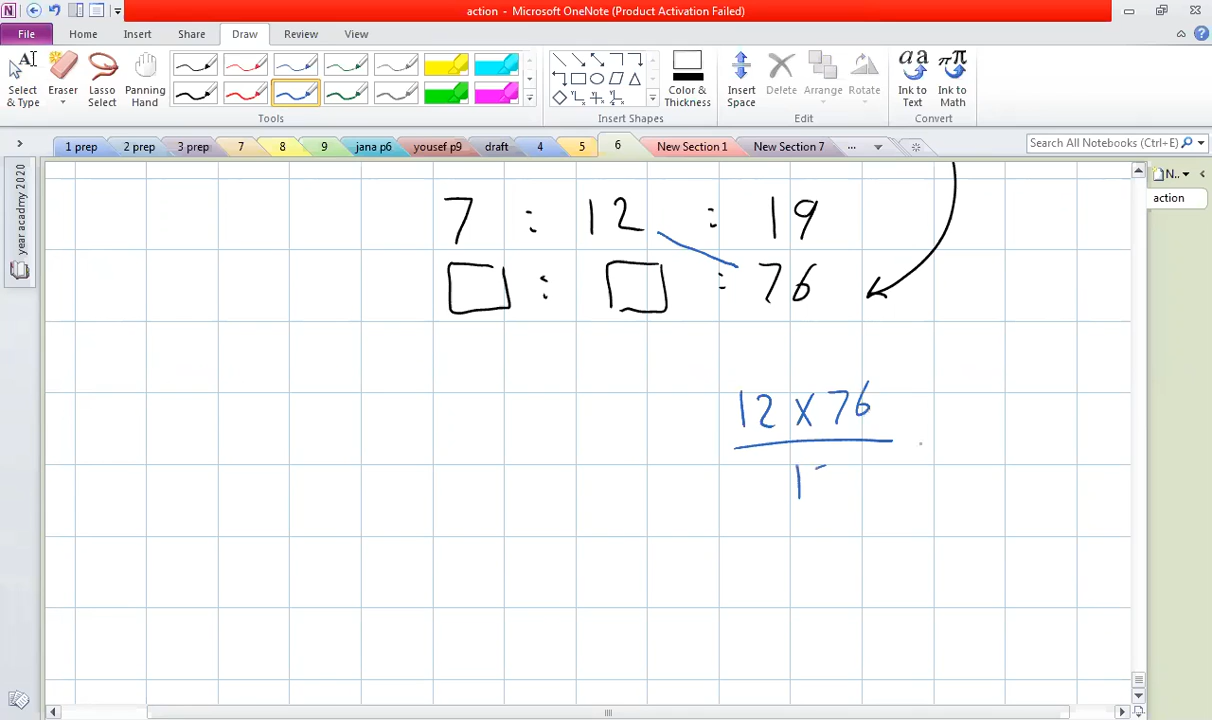 action - Microsoft OneNote (Product Activation Failed)
File Home Insert Share Draw Review View
Select & Type
Eraser
Lasso Select
Panning Hand
Color & Thickness
Insert Space
Delete
Arrange
Rotate
Ink to Text
Ink to Math
Tools Insert Shapes Edit Convert
1 prep 2 prep 3 prep 7 8 9 jana p6 yousef p9 draft 4 5 6 New Section 1 New Section 7 ... Search All Notebooks (Ctrl+E)
year acadmy 2020
N..
action
7 : 12 : 19
: : 76
12 X 76
1